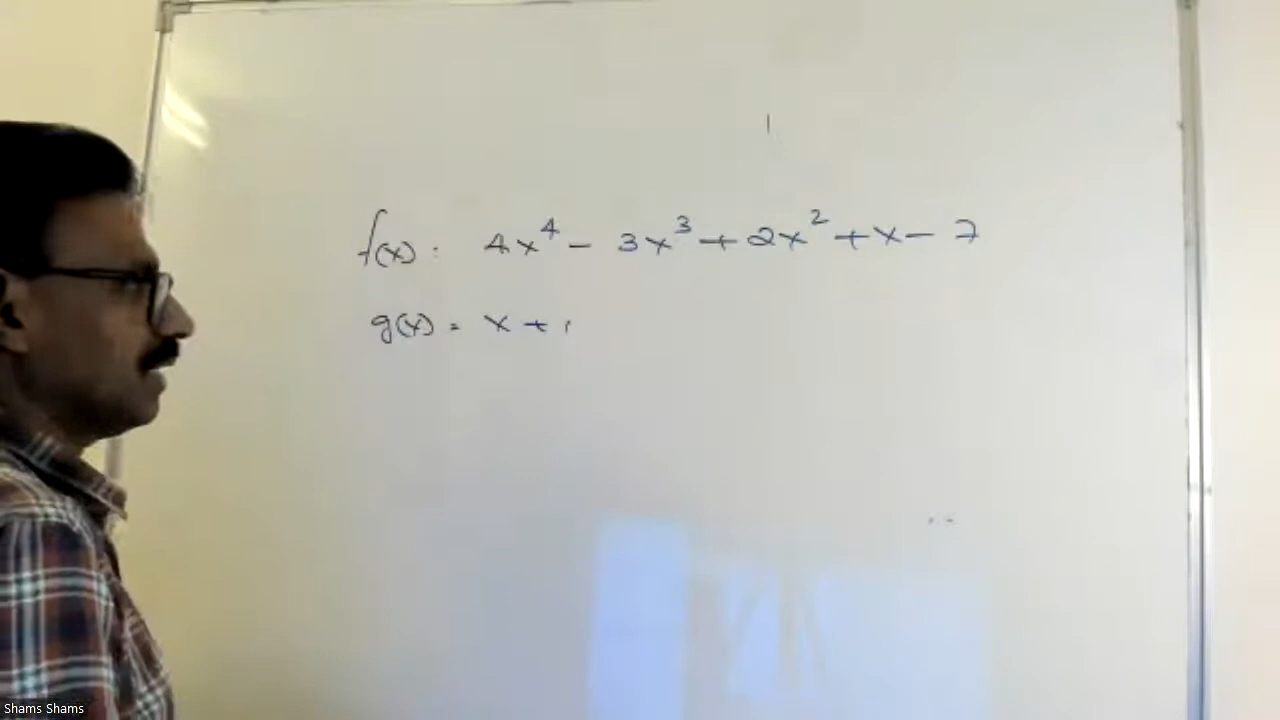 f(x): 4x⁴ - 3x³ + 2x² + x - 7
g(x) = x + 1
Shams Shams